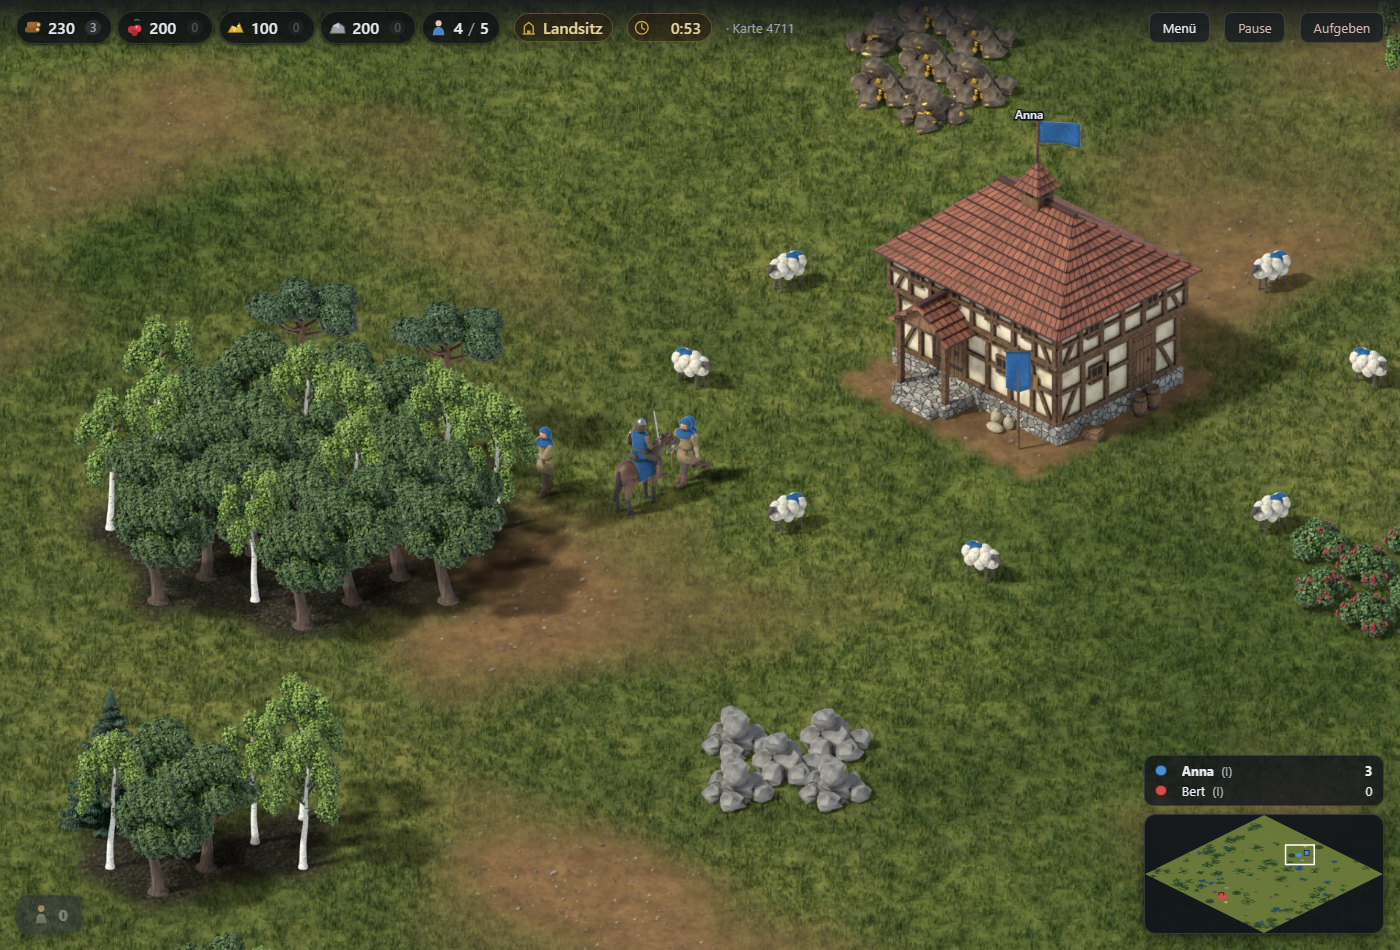 230 3 200 0 100 0 200 0 4 / 5 Landsitz 0:53 · Karte 4711 Menü Pause Aufgeben
Anna
Anna (I) 3
Bert (I) 0
0